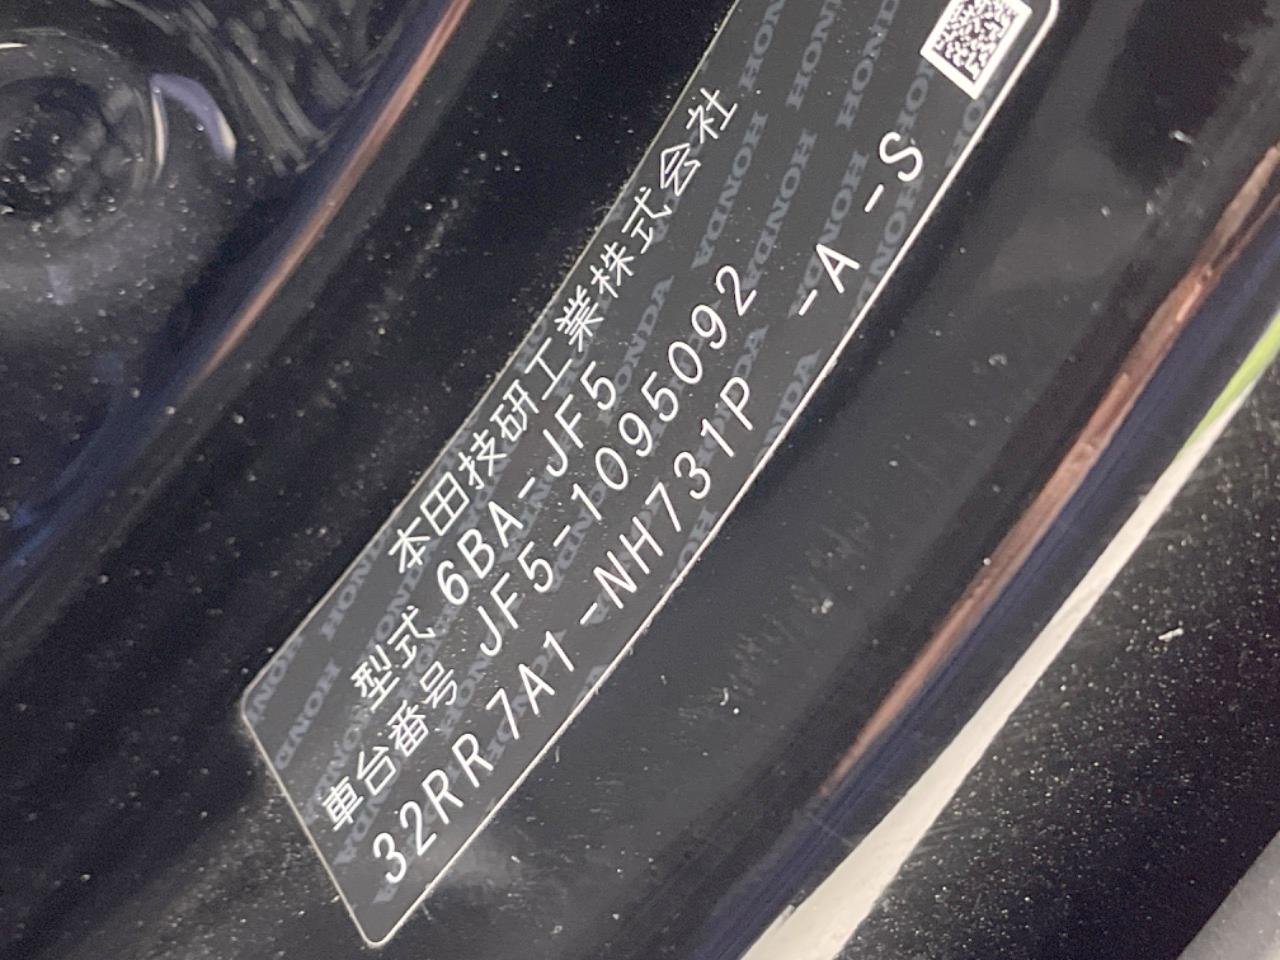 本田技研工業株式会社
型式 6BA-JF5
車台番号 JF5-1095092
32RR 7A1 -NH731P -A -S